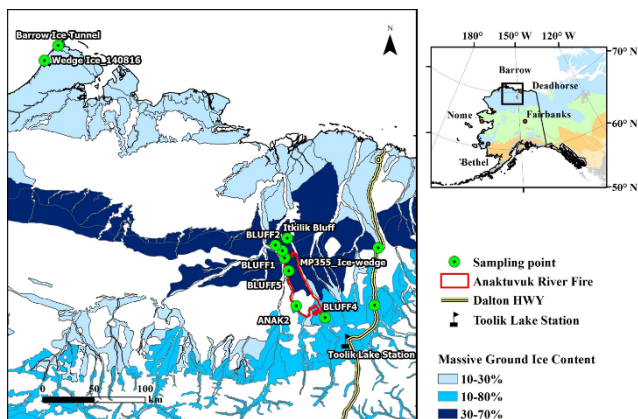 Barrow Ice Tunnel
Wedge Ice_140816
N
Itkilik Bluff
BLUFF2
MP355_Ice-wedge
BLUFF1
BLUFF5
BLUFF4
ANAK2
Toolik Lake Station
0 25 50 100
km
180° 150° W 120° W
70° N
Barrow
Deadhorse
Nome
Fairbanks
60° N
Bethel
50° N
Sampling point
Anaktuvuk River Fire
Dalton HWY
Toolik Lake Station
Massive Ground Ice Content
10-30%
10-80%
30-70%